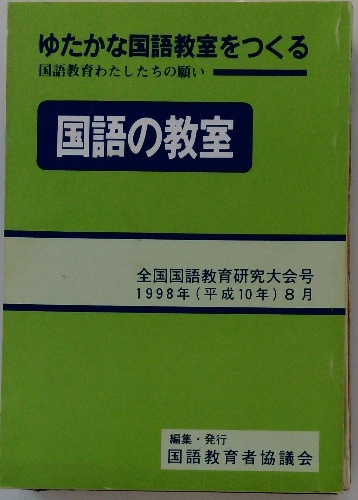 ゆたかな国語教室をつくる
国語教育わたしたちの願い
国語の教室
全国国語教育研究大会号
1998年(平成10年)8月
編集・発行
国語教育者協議会